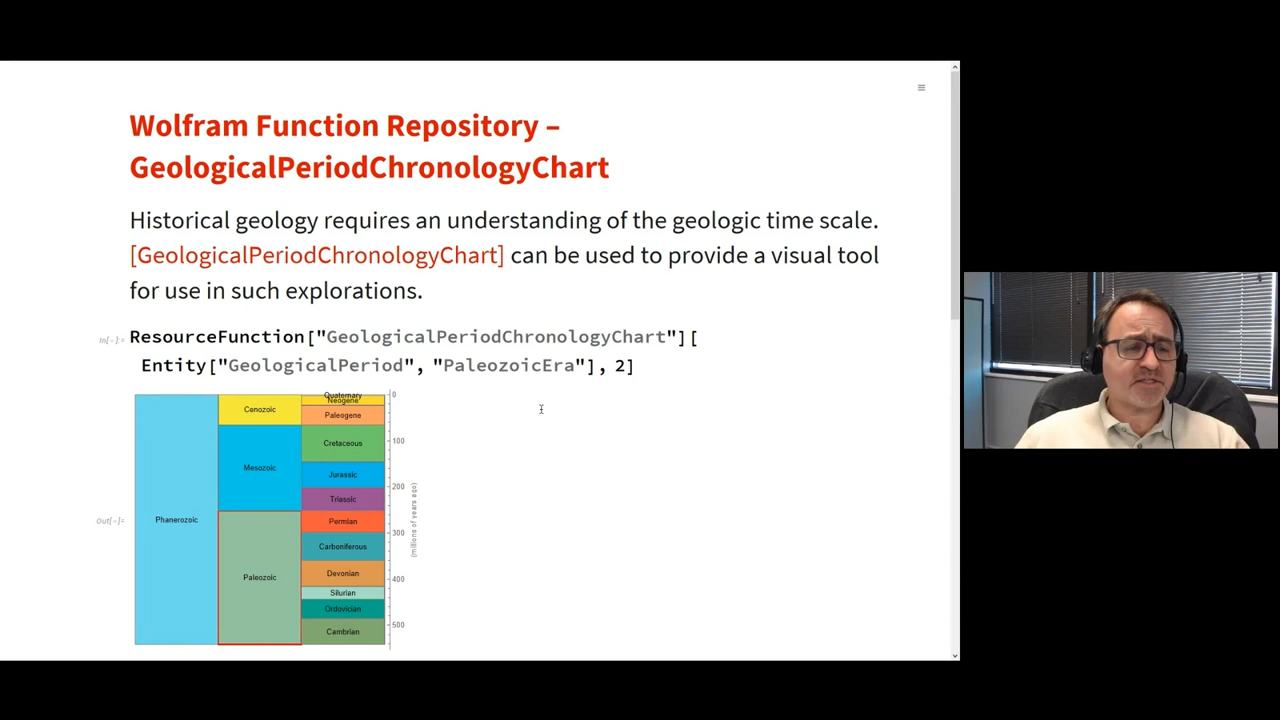 Wolfram Function Repository –
GeologicalPeriodChronologyChart
Historical geology requires an understanding of the geologic time scale.
[GeologicalPeriodChronologyChart] can be used to provide a visual tool
for use in such explorations.
In[-]:= ResourceFunction["GeologicalPeriodChronologyChart"][
Entity["GeologicalPeriod", "PaleozoicEra"], 2]
Out[-]=
Phanerozoic
Cenozoic
Mesozoic
Paleozoic
Quaternary
Neogene
Paleogene
Cretaceous
Jurassic
Triassic
Permian
Carboniferous
Devonian
Silurian
Ordovician
Cambrian
0
100
200
300
400
500
(millions of years ago)